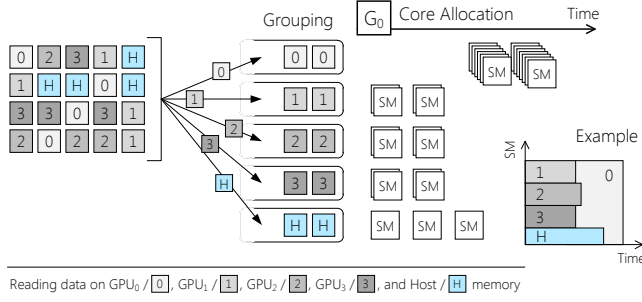 Grouping
G0 Core Allocation Time
0 2 3 1 H
1 H H 0 H
3 3 0 3 1
2 0 2 2 1
0
1
2
3
H
0 0
1 1
2 2
3 3
H H
SM SM
SM SM
SM SM
SM SM
SM SM SM
Example
SM
1
2
3
H
0
Time
Reading data on GPU0 / 0 , GPU1 / 1 , GPU2 / 2 , GPU3 / 3 , and Host / H memory